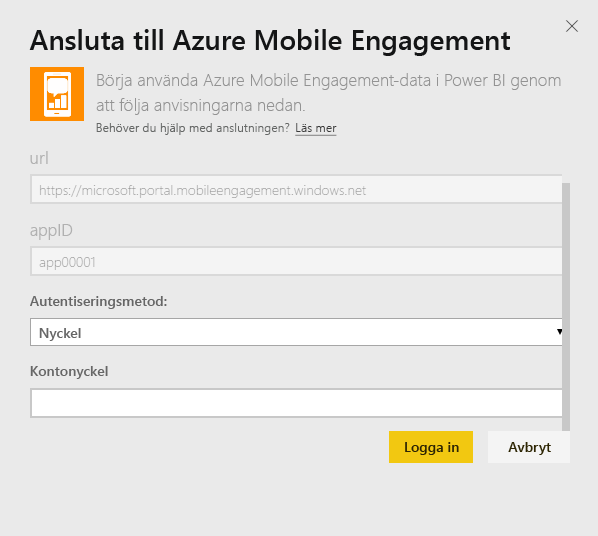 Ansluta till Azure Mobile Engagement
Börja använda Azure Mobile Engagement-data i Power BI genom
att följa anvisningarna nedan.
Behöver du hjälp med anslutningen? Läs mer
url
https://microsoft.portal.mobileengagement.windows.net
appID
app00001
Autentiseringsmetod:
Nyckel
Kontonyckel
Logga in Avbryt